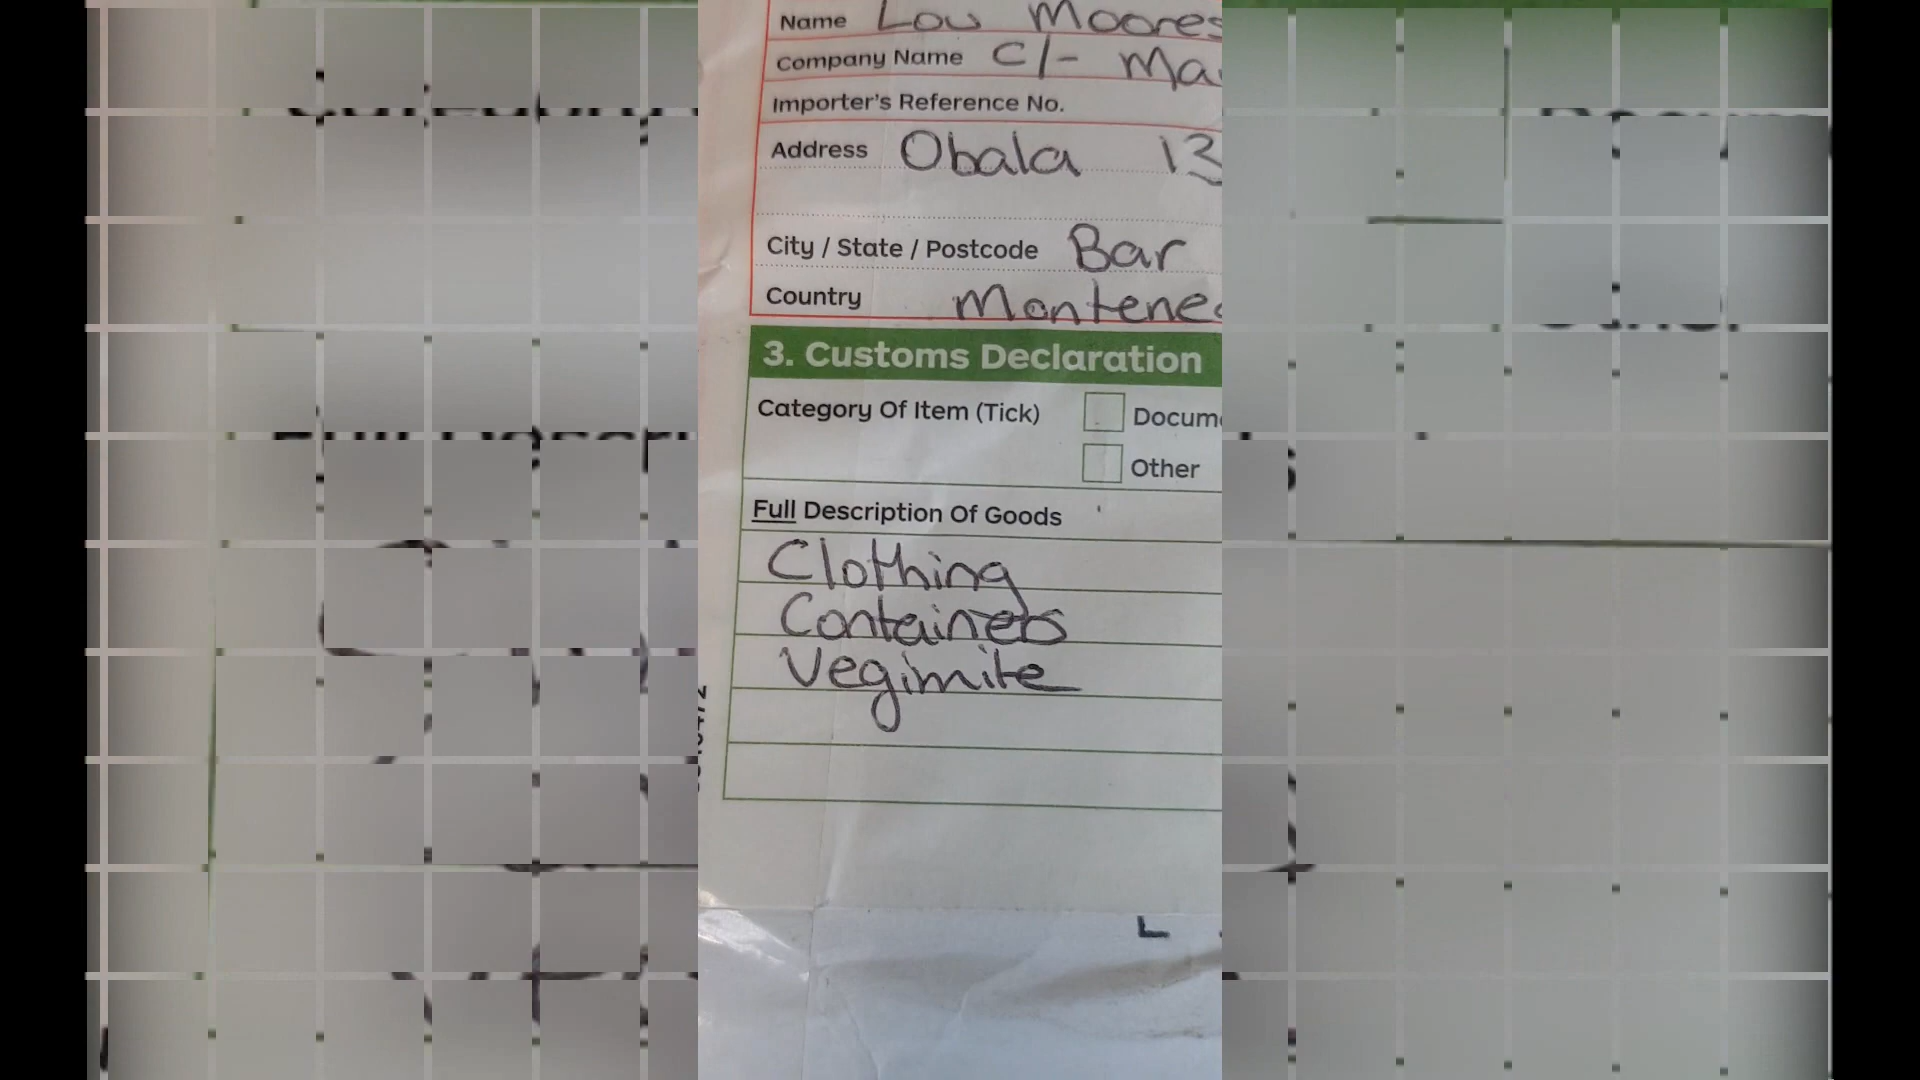 Name Lou Moores
Company Name C/- Ma
Importer's Reference No.
Address Obala 13
City / State / Postcode Bar
Country Montene
3. Customs Declaration
Category Of Item (Tick) Docum
Other
Full Description Of Goods
Clothing
Containers
Vegimite